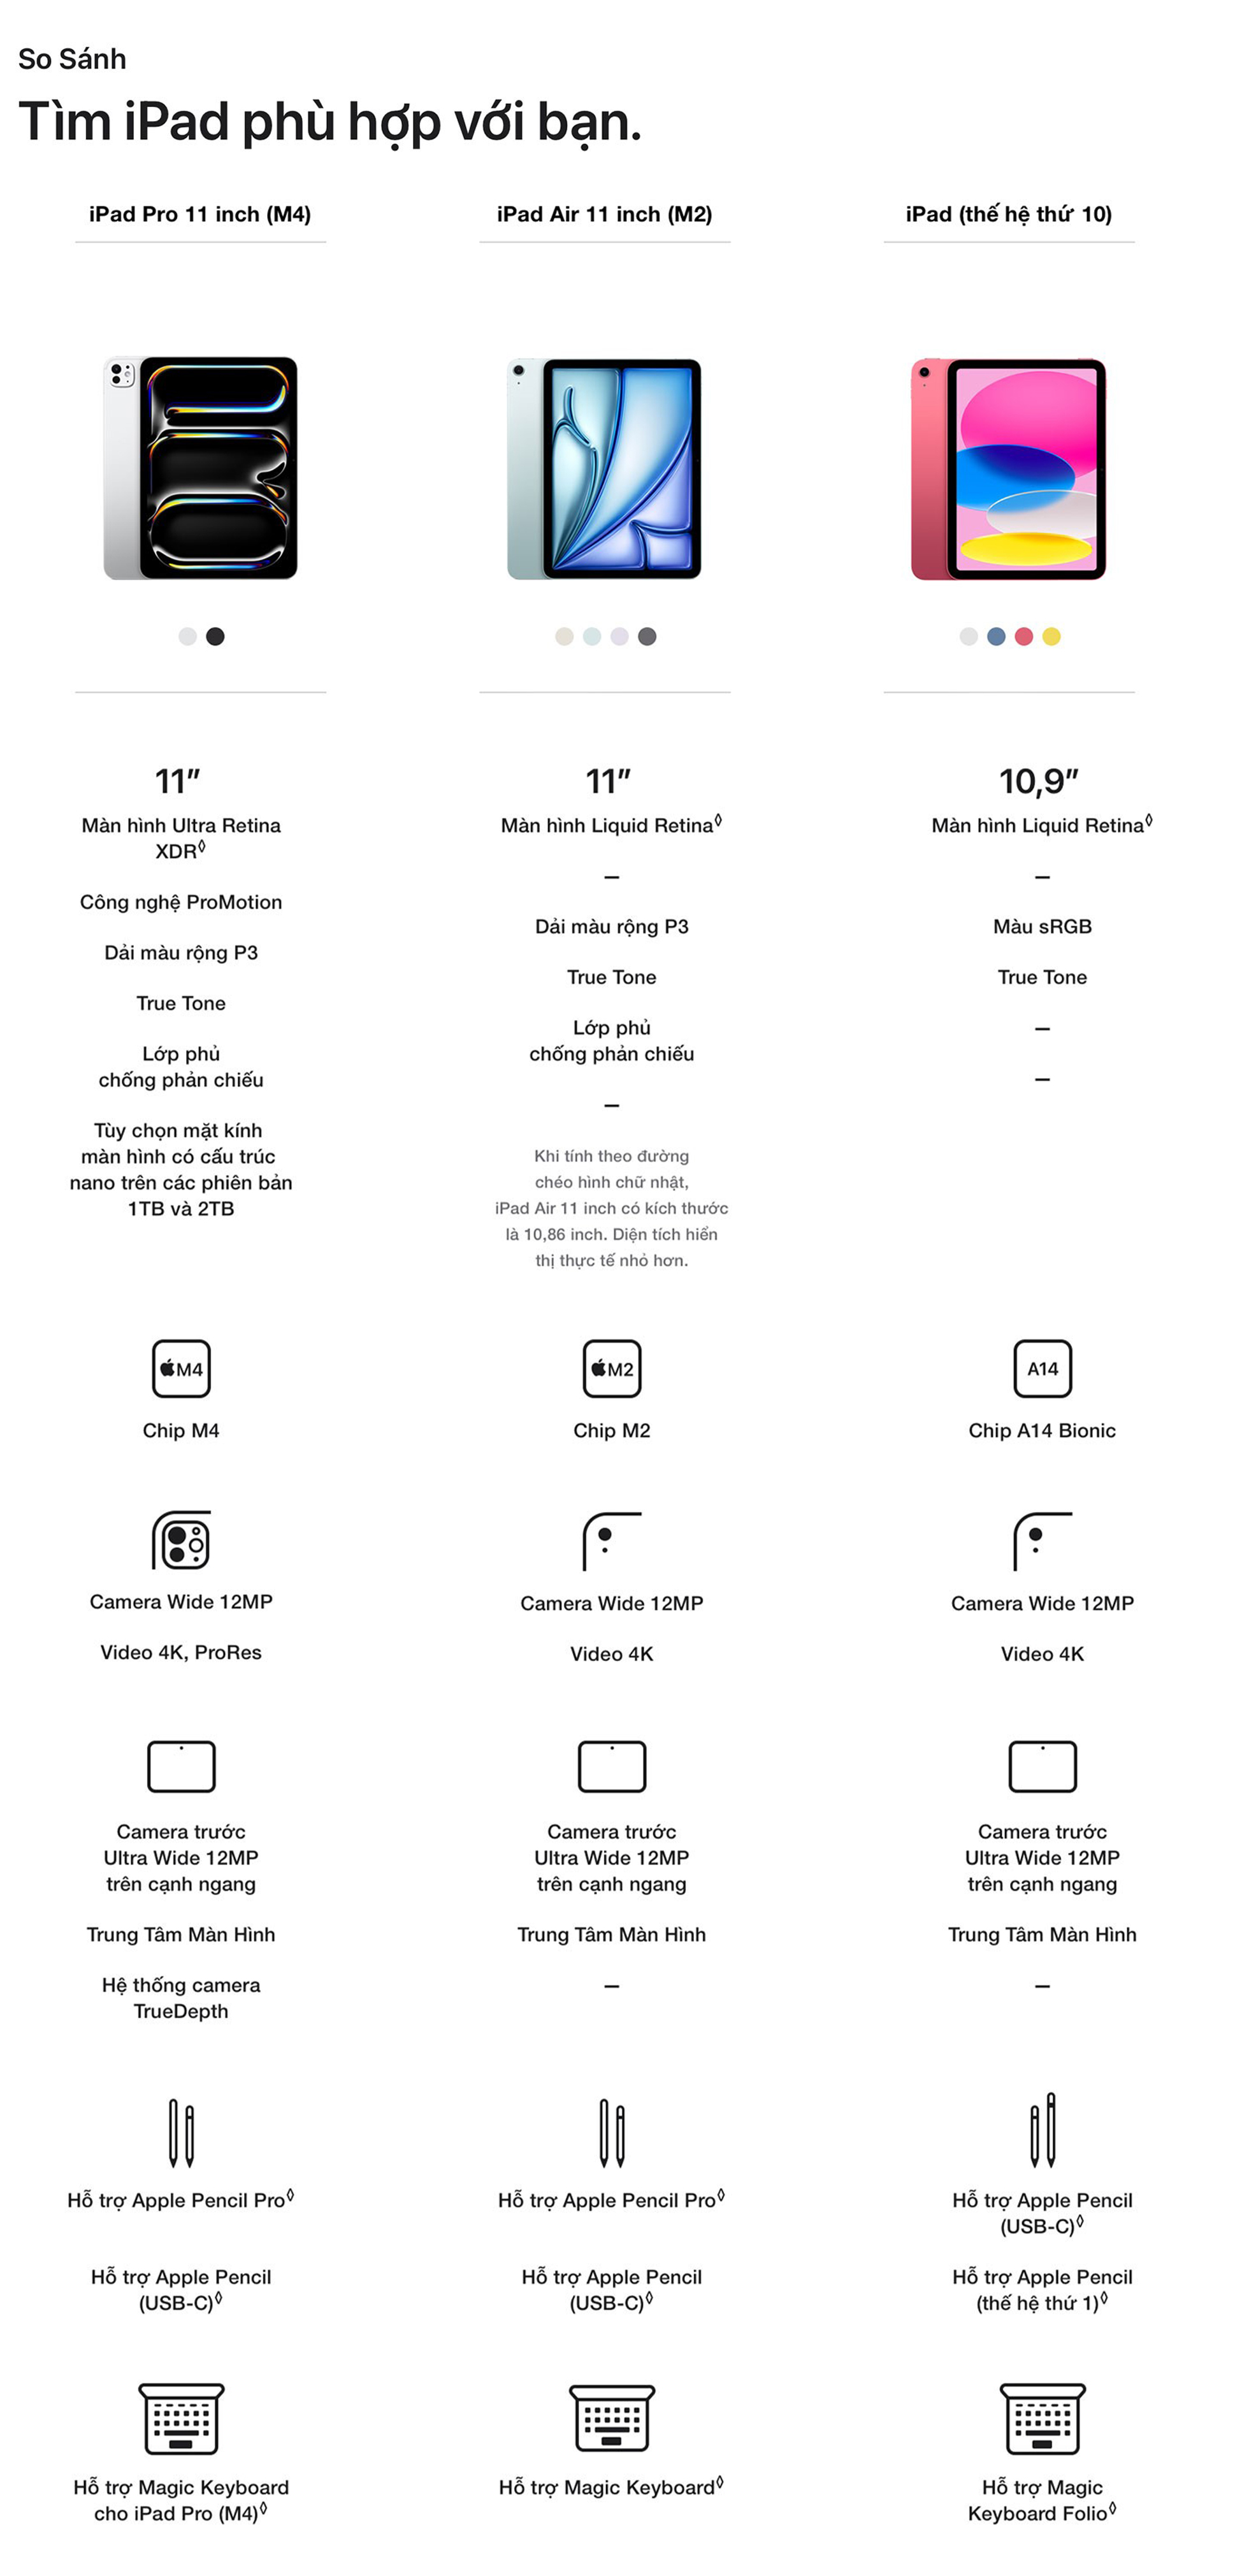 So Sánh
Tìm iPad phù hợp với bạn.
iPad Pro 11 inch (M4)
iPad Air 11 inch (M2)
iPad (thế hệ thứ 10)
11″
Màn hình Ultra Retina
XDR◊
Công nghệ ProMotion
Dải màu rộng P3
True Tone
Lớp phủ
chống phản chiếu
Tùy chọn mặt kính
màn hình có cấu trúc
nano trên các phiên bản
1TB và 2TB
11″
Màn hình Liquid Retina◊
–
Dải màu rộng P3
True Tone
Lớp phủ
chống phản chiếu
–
Khi tính theo đường
chéo hình chữ nhật,
iPad Air 11 inch có kích thước
là 10,86 inch. Diện tích hiển
thị thực tế nhỏ hơn.
10,9″
Màn hình Liquid Retina◊
–
Màu sRGB
True Tone
–
–
M4
Chip M4
M2
Chip M2
A14
Chip A14 Bionic
Camera Wide 12MP
Video 4K, ProRes
Camera Wide 12MP
Video 4K
Camera Wide 12MP
Video 4K
Camera trước
Ultra Wide 12MP
trên cạnh ngang
Trung Tâm Màn Hình
Hệ thống camera
TrueDepth
Camera trước
Ultra Wide 12MP
trên cạnh ngang
Trung Tâm Màn Hình
–
Camera trước
Ultra Wide 12MP
trên cạnh ngang
Trung Tâm Màn Hình
–
Hỗ trợ Apple Pencil Pro◊
Hỗ trợ Apple Pencil
(USB-C)◊
Hỗ trợ Apple Pencil Pro◊
Hỗ trợ Apple Pencil
(USB-C)◊
Hỗ trợ Apple Pencil
(USB-C)◊
Hỗ trợ Apple Pencil
(thế hệ thứ 1)◊
Hỗ trợ Magic Keyboard
cho iPad Pro (M4)◊
Hỗ trợ Magic Keyboard◊
Hỗ trợ Magic
Keyboard Folio◊